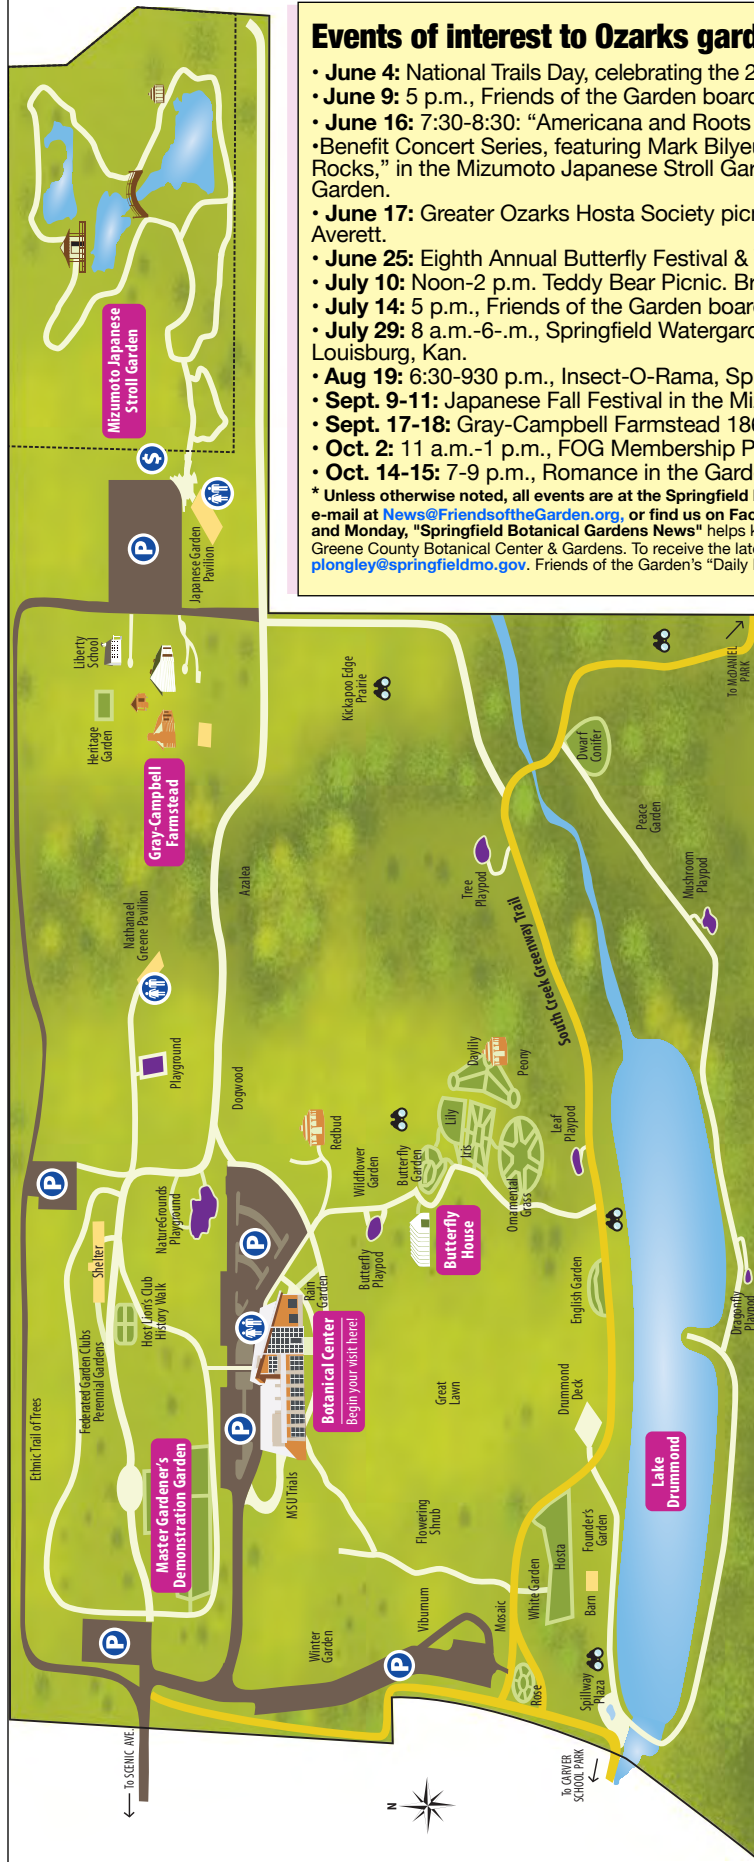 Events of interest to Ozarks gard
• June 4: National Trails Day, celebrating the 2
• June 9: 5 p.m., Friends of the Garden board
• June 16: 7:30-8:30: “Americana and Roots
•Benefit Concert Series, featuring Mark Bilyeu
Rocks,” in the Mizumoto Japanese Stroll Gar
Garden.
• June 17: Greater Ozarks Hosta Society picn
Averett.
• June 25: Eighth Annual Butterfly Festival &
• July 10: Noon-2 p.m. Teddy Bear Picnic. Br
• July 14: 5 p.m., Friends of the Garden board
• July 29: 8 a.m.-6-.m., Springfield Watergard
Louisburg, Kan.
• Aug 19: 6:30-930 p.m., Insect-O-Rama, Sp
• Sept. 9-11: Japanese Fall Festival in the Mi
• Sept. 17-18: Gray-Campbell Farmstead 186
• Oct. 2: 11 a.m.-1 p.m., FOG Membership P
• Oct. 14-15: 7-9 p.m., Romance in the Gard
* Unless otherwise noted, all events are at the Springfield
e-mail at News@FriendsoftheGarden.org, or find us on Fac
and Monday, "Springfield Botanical Gardens News" helps k
Greene County Botanical Center & Gardens. To receive the late
plongley@springfieldmo.gov. Friends of the Garden’s “Daily
Mizumoto Japanese
Stroll Garden
$
P
Japanese Garden
Pavilion
Liberty
School
Heritage
Garden
Gray-Campbell
Farmstead
Kickapoo Edge
Prairie
To McDANIEL
PARK
Dwarf
Conifer
Peace
Garden
Mushroom
Playpod
Tree
Playpod
South Creek Greenway Trail
Azalea
Nathanael
Greene Pavilion
Playground
Dogwood
Redbud
Daylily
Peony
Lily
Iris
Leaf
Playpod
Wildflower
Garden
Butterfly
Garden
Ornamental
Grass
Butterfly
House
Butterfly
Playpod
P
NatureGrounds
Playground
P
Shelter
Host Lion's Club
History Walk
Rain
Garden
Botanical Center
Begin your visit here!
English Garden
Dragonfly
Playpod
Ethnic Trail of Trees
Federated Garden Clubs
Perennial Gardens
P
Great
Lawn
Drummond
Deck
Master Gardener's
Demonstration Garden
MSU Trials
Flowering
Shrub
Lake
Drummond
Founder's
Garden
Hosta
White Garden
Barn
P
Winter
Garden
Viburnum
Mosaic
P
Rose
Spillway
Plaza
To SCENIC AVE.
To CARVER
SCHOOL PARK
N